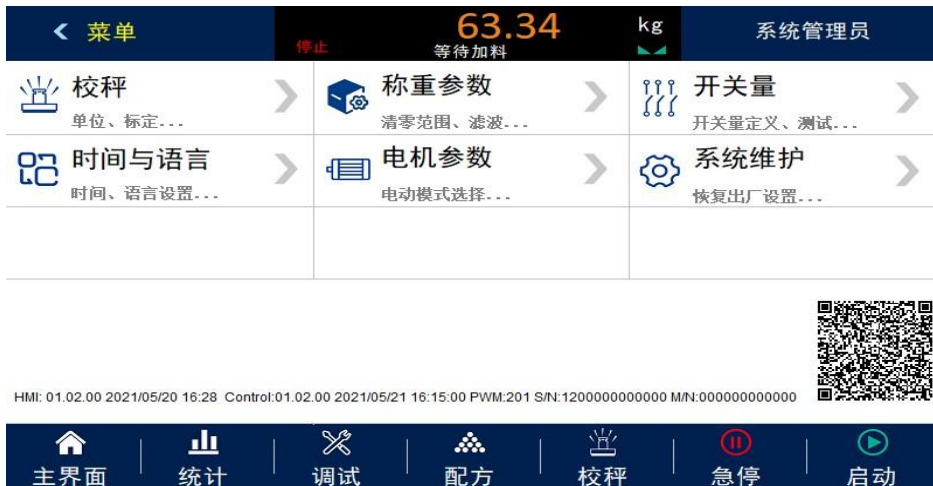 菜单
63.34
kg
系统管理员
停止
等待加料
校秤
单位、标定...
称重参数
清零范围、滤波...
开关量
开关量定义、测试...
时间与语言
时间、语言设置...
电机参数
电动模式选择...
系统维护
恢复出厂设置...
HMI: 01.02.00 2021/05/20 16:28 Control:01.02.00 2021/05/21 16:15:00 PWM:201 S/N:1200000000000 M/N:000000000000
主界面
统计
调试
配方
校秤
急停
启动